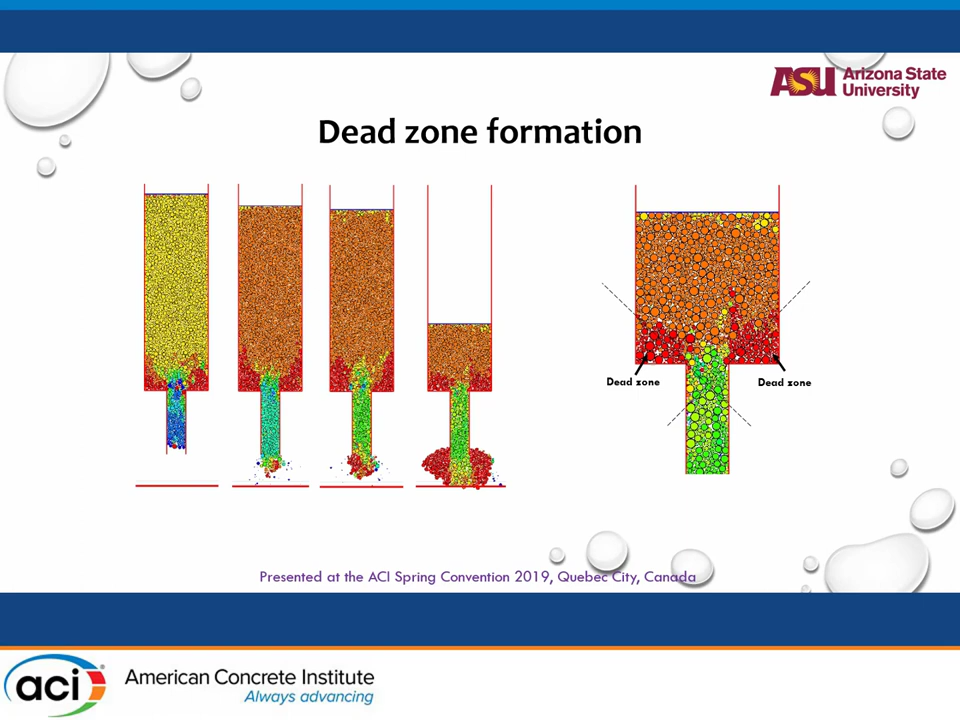 ASU Arizona State
University
Dead zone formation
Dead zone
Dead zone
Presented at the ACI Spring Convention 2019, Quebec City, Canada
aci
American Concrete Institute
Always advancing